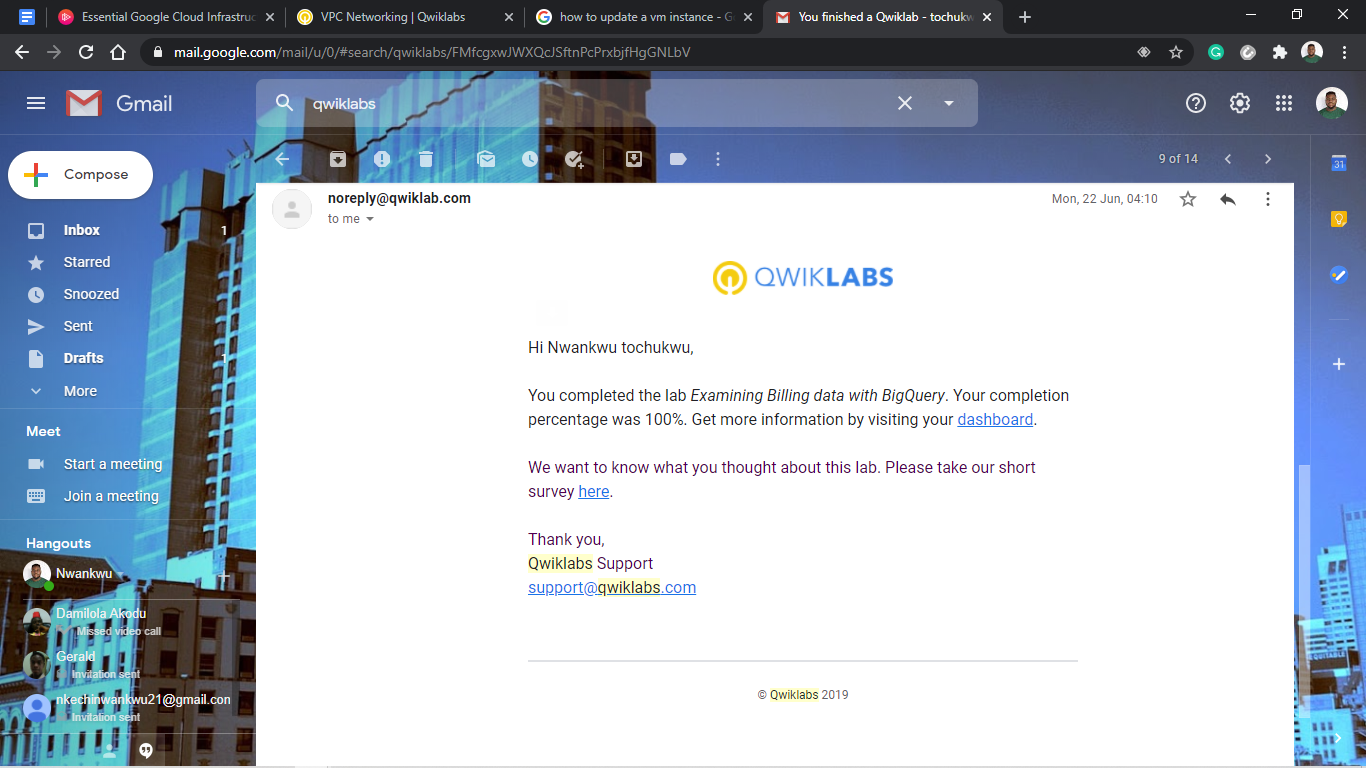 Essential Google Cloud Infrastruc
VPC Networking | Qwiklabs
how to update a vm instance - G
You finished a Qwiklab - tochukw
mail.google.com/mail/u/0/#search/qwiklabs/FMfcgxwJWXQcJSftnPcPrxbjfHgGNLbV
Gmail
qwiklabs
Compose
9 of 14
31
Inbox 1
Starred
Snoozed
Sent
Drafts 1
More
Meet
Start a meeting
Join a meeting
Hangouts
Nwankwu
Damilola Akodu
Missed video call
Gerald
Invitation sent
nkechinwankwu21@gmail.con
Invitation sent
noreply@qwiklab.com
to me
Mon, 22 Jun, 04:10
QWIKLABS
Hi Nwankwu tochukwu,
You completed the lab Examining Billing data with BigQuery. Your completion
percentage was 100%. Get more information by visiting your dashboard.
We want to know what you thought about this lab. Please take our short
survey here.
Thank you,
Qwiklabs Support
support@qwiklabs.com
© Qwiklabs 2019